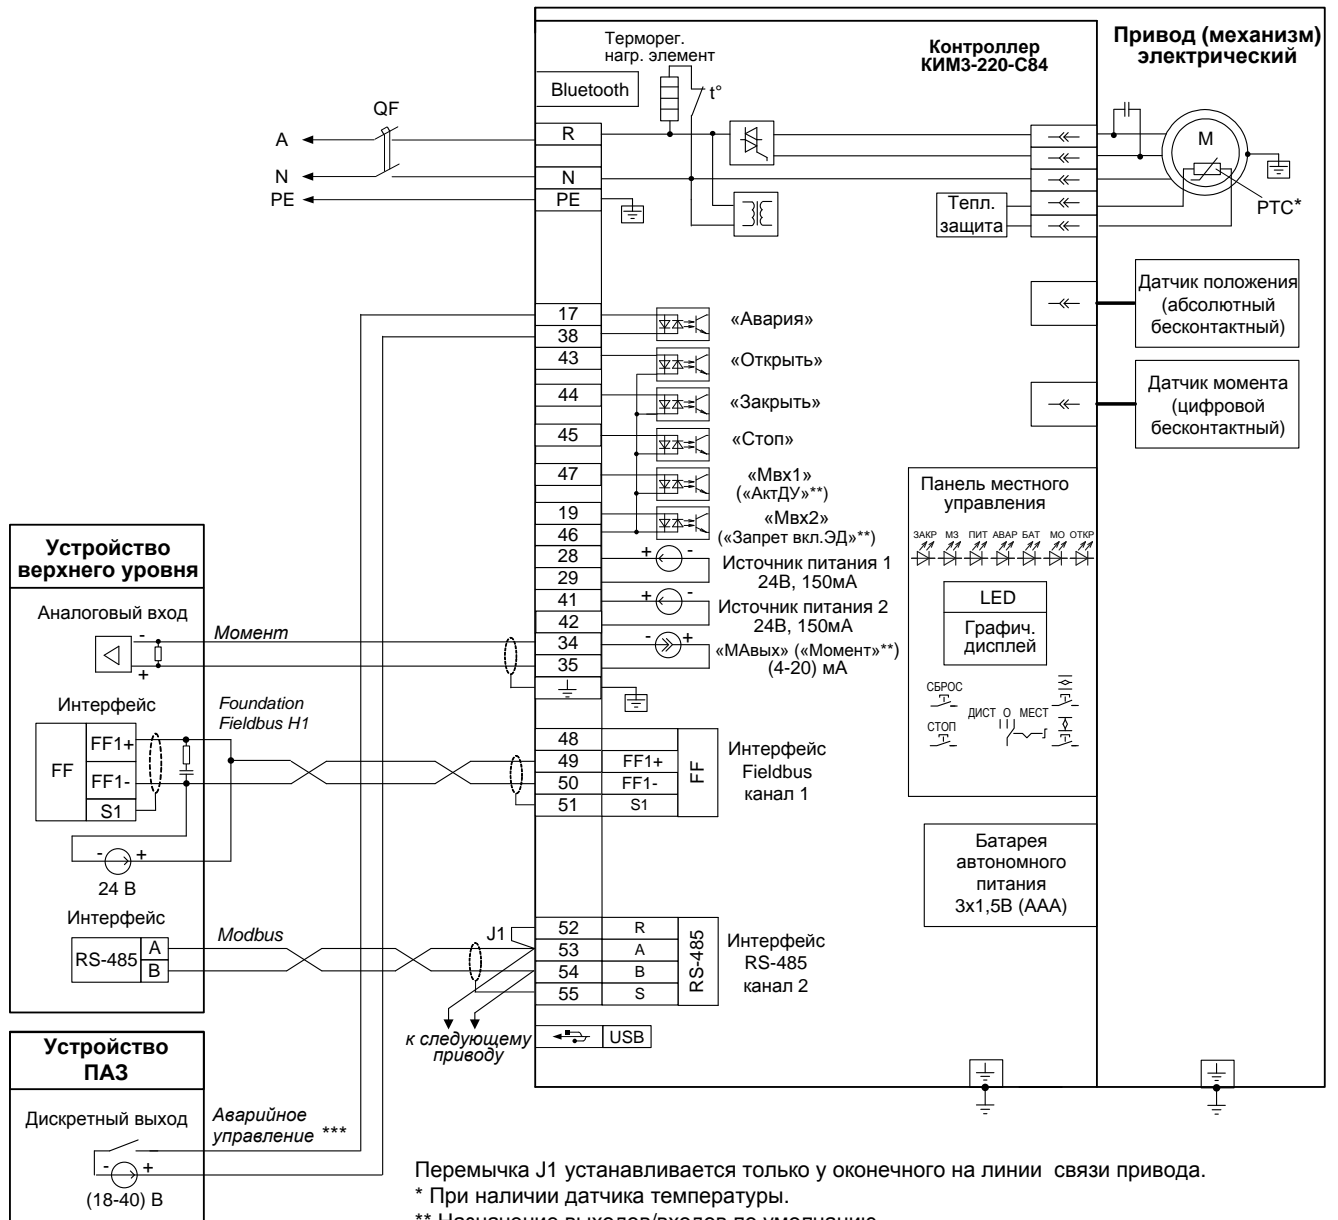 Привод (механизм)
электрический
Контроллер
КИМ3-220-С84
Терморег.
нагр. элемент
Bluetooth
t°
QF
A
N
PE
R
N
PE
M
PTC*
Тепл.
защита
Датчик положения
(абсолютный
бесконтактный)
Датчик момента
(цифровой
бесконтактный)
17
38
43
44
45
47
19
46
28
29
41
42
34
35
«Авария»
«Открыть»
«Закрыть»
«Стоп»
«Мвх1»
(«АктДУ»**)
«Мвх2»
(«Запрет вкл.ЭД»**)
+ -
Источник питания 1
24В, 150мА
+ -
Источник питания 2
24В, 150мА
- +
«МАвых» («Момент»**)
(4-20) мА
Панель местного
управления
ЗАКР МЗ ПИТ АВАР БАТ МО ОТКР
LED
Графич.
дисплей
СБРОС
СТОП
ДИСТ О МЕСТ
Батарея
автономного
питания
3х1,5В (ААА)
Устройство
верхнего уровня
Аналоговый вход
-
+
Момент
Интерфейс
FF
FF1+
FF1-
S1
Foundation
Fieldbus H1
- +
24 В
Интерфейс
RS-485
A
B
Modbus
48
49 FF1+
50 FF1-
51 S1
FF
Интерфейс
Fieldbus
канал 1
J1
52 R
53 A
54 B
55 S
RS-485
Интерфейс
RS-485
канал 2
USB
к следующему
приводу
Устройство
ПАЗ
Дискретный выход
- +
(18-40) В
Аварийное
управление ***
Перемычка J1 устанавливается только у оконечного на линии связи привода.
* При наличии датчика температуры.
** Назначение выходов/входов по умолчанию